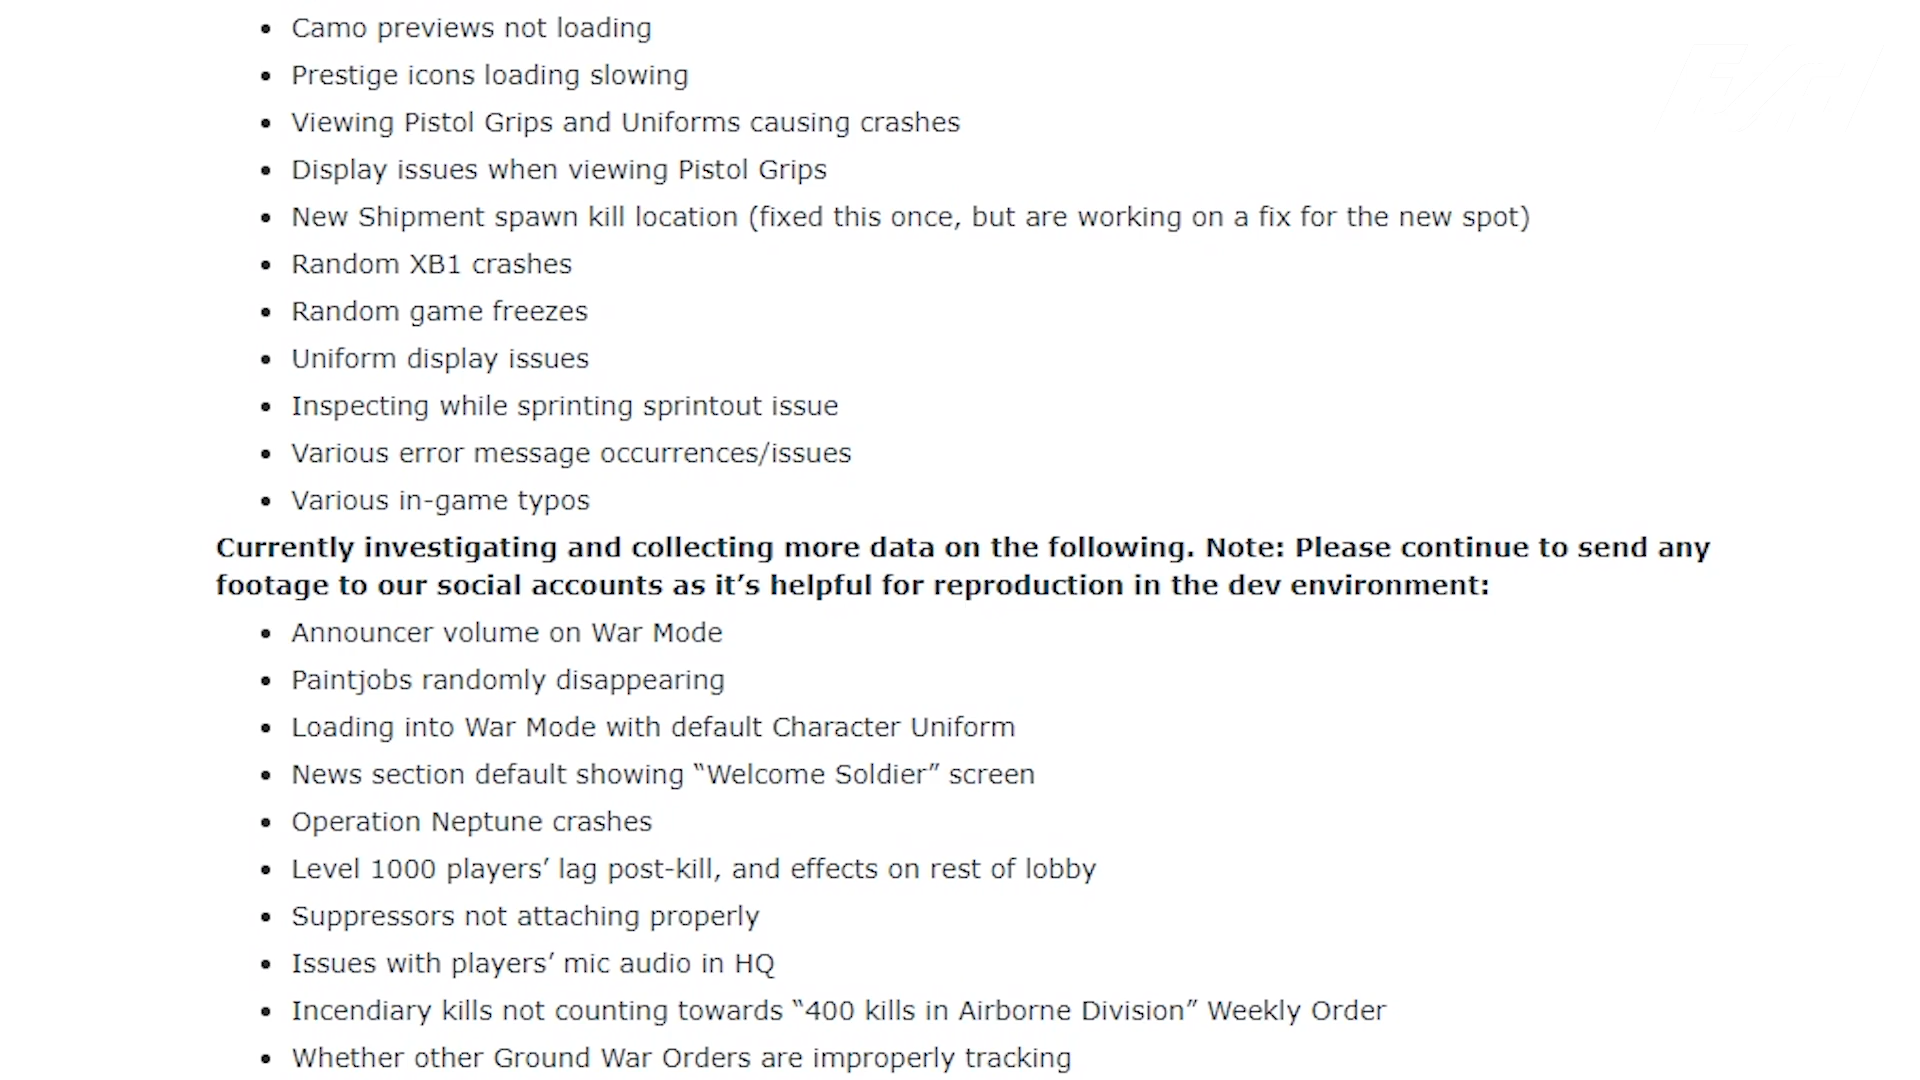 • Camo previews not loading
• Prestige icons loading slowing
• Viewing Pistol Grips and Uniforms causing crashes
• Display issues when viewing Pistol Grips
• New Shipment spawn kill location (fixed this once, but are working on a fix for the new spot)
• Random XB1 crashes
• Random game freezes
• Uniform display issues
• Inspecting while sprinting sprintout issue
• Various error message occurrences/issues
• Various in-game typos
Currently investigating and collecting more data on the following. Note: Please continue to send any
footage to our social accounts as it’s helpful for reproduction in the dev environment:
• Announcer volume on War Mode
• Paintjobs randomly disappearing
• Loading into War Mode with default Character Uniform
• News section default showing “Welcome Soldier” screen
• Operation Neptune crashes
• Level 1000 players’ lag post-kill, and effects on rest of lobby
• Suppressors not attaching properly
• Issues with players’ mic audio in HQ
• Incendiary kills not counting towards “400 kills in Airborne Division” Weekly Order
• Whether other Ground War Orders are improperly tracking